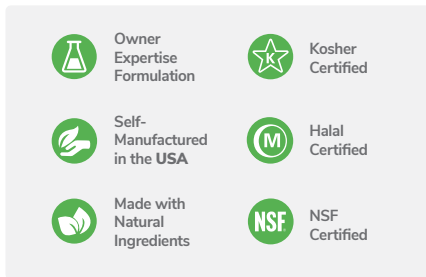 Owner
Expertise
Formulation
K
Kosher
Certified
Self-
Manufactured
in the USA
M
Halal
Certified
Made with
Natural
Ingredients
NSF
NSF
Certified